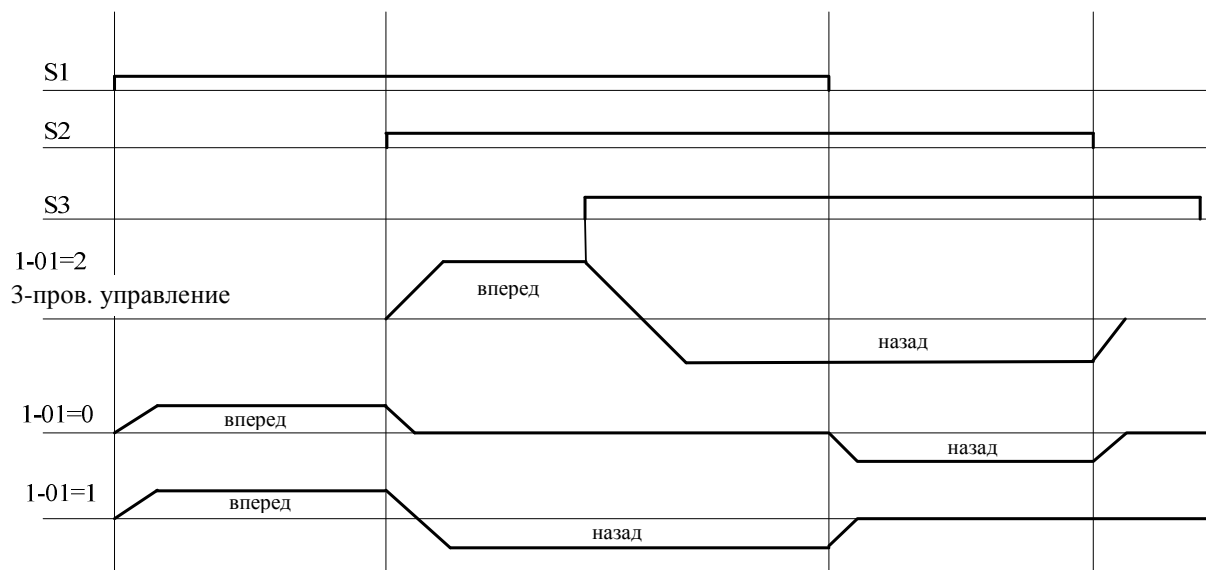 S1
S2
S3
1-01=2
3-пров. управление
вперед
назад
1-01=0
вперед
назад
1-01=1
вперед
назад